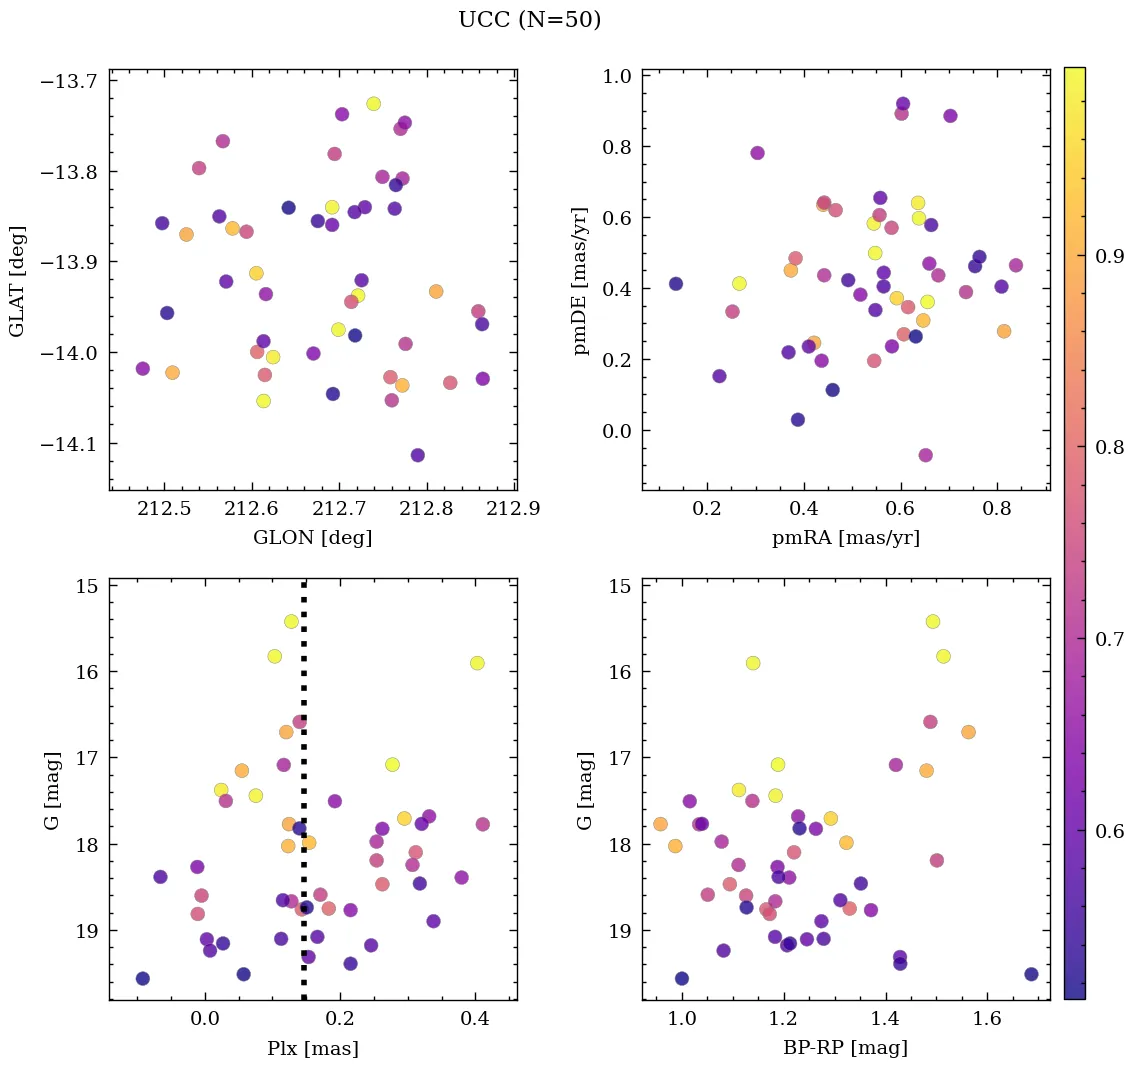 UCC (N=50)
−13.7
−13.8
−13.9
−14.0
−14.1
GLAT [deg]
212.5 212.6 212.7 212.8 212.9
GLON [deg]
1.0
0.8
0.6
0.4
0.2
0.0
pmDE [mas/yr]
0.2 0.4 0.6 0.8
pmRA [mas/yr]
15
16
17
18
19
G [mag]
0.0 0.2 0.4
Plx [mas]
15
16
17
18
19
G [mag]
1.0 1.2 1.4 1.6
BP-RP [mag]
0.9
0.8
0.7
0.6